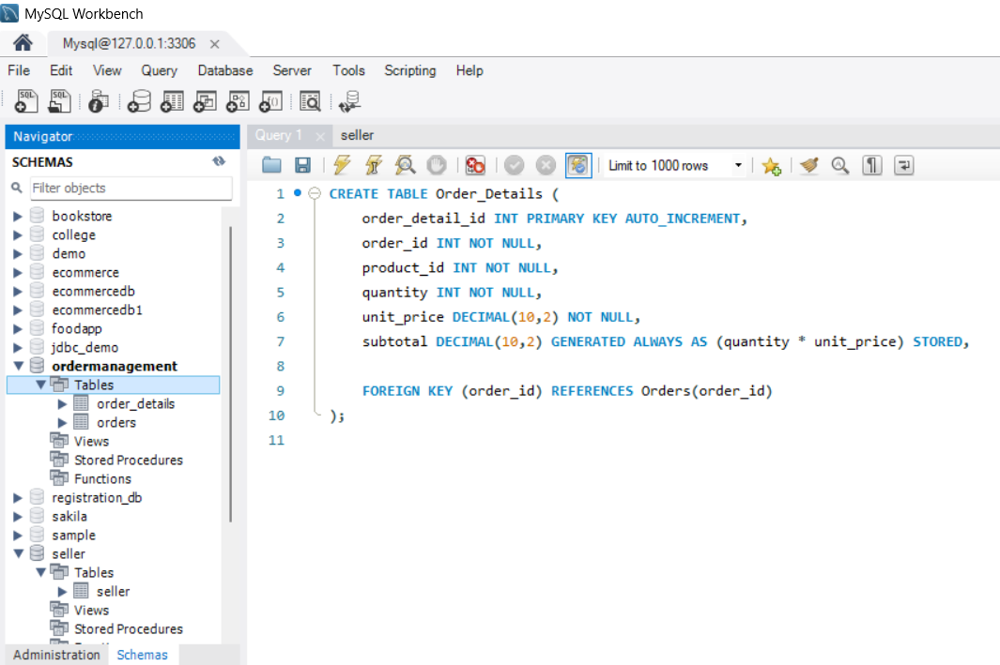 MySQL Workbench
Mysql@127.0.0.1:3306
File Edit View Query Database Server Tools Scripting Help
Navigator
SCHEMAS
Filter objects
bookstore
college
demo
ecommerce
ecommercedb
ecommercedb1
foodapp
jdbc_demo
ordermanagement
Tables
order_details
orders
Views
Stored Procedures
Functions
registration_db
sakila
sample
seller
Tables
seller
Views
Stored Procedures
Administration Schemas
Query 1 seller
Limit to 1000 rows
1 CREATE TABLE Order_Details (
2 order_detail_id INT PRIMARY KEY AUTO_INCREMENT,
3 order_id INT NOT NULL,
4 product_id INT NOT NULL,
5 quantity INT NOT NULL,
6 unit_price DECIMAL(10,2) NOT NULL,
7 subtotal DECIMAL(10,2) GENERATED ALWAYS AS (quantity * unit_price) STORED,
8
9 FOREIGN KEY (order_id) REFERENCES Orders(order_id)
10 );
11